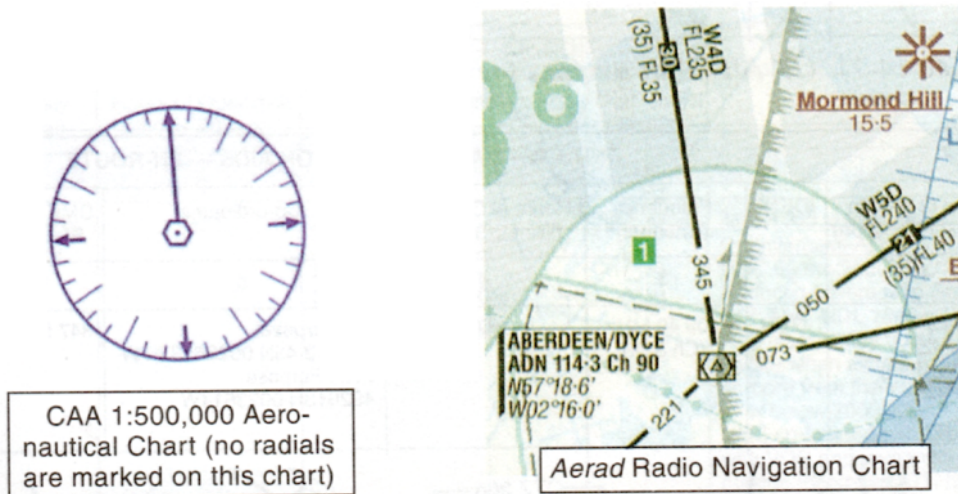 CAA 1:500,000 Aero-
nautical Chart (no radials
are marked on this chart)
W4D
FL235
30
(35) FL35
Mormond Hill
15·5
W5D
FL240
21
(35)FL40
1
345
050
073
221
ABERDEEN/DYCE
ADN 114·3 Ch 90
N57°18·6'
W02°16·0'
Aerad Radio Navigation Chart